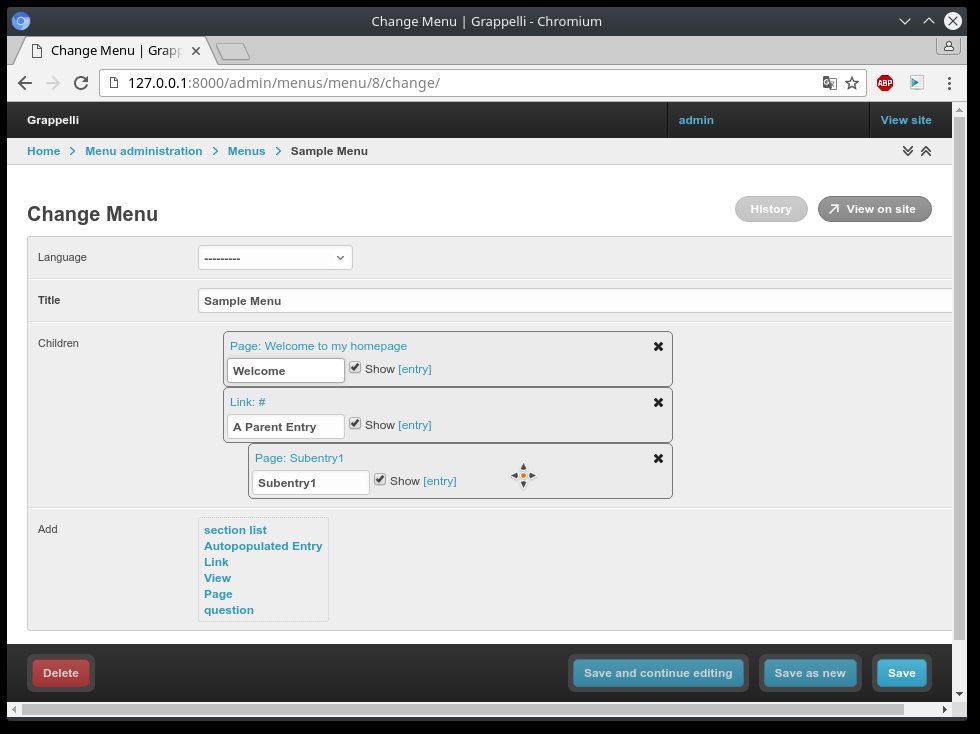 Change Menu | Grappelli - Chromium
Change Menu | Grapp
127.0.0.1:8000/admin/menus/menu/8/change/
ABP
Grappelli
admin
View site
Home > Menu administration > Menus > Sample Menu
Change Menu
History
View on site
Language
---------
Title
Sample Menu
Children
Page: Welcome to my homepage
Welcome
Show [entry]
Link: #
A Parent Entry
Show [entry]
Page: Subentry1
Subentry1
Show [entry]
Add
section list
Autopopulated Entry
Link
View
Page
question
Delete
Save and continue editing
Save as new
Save